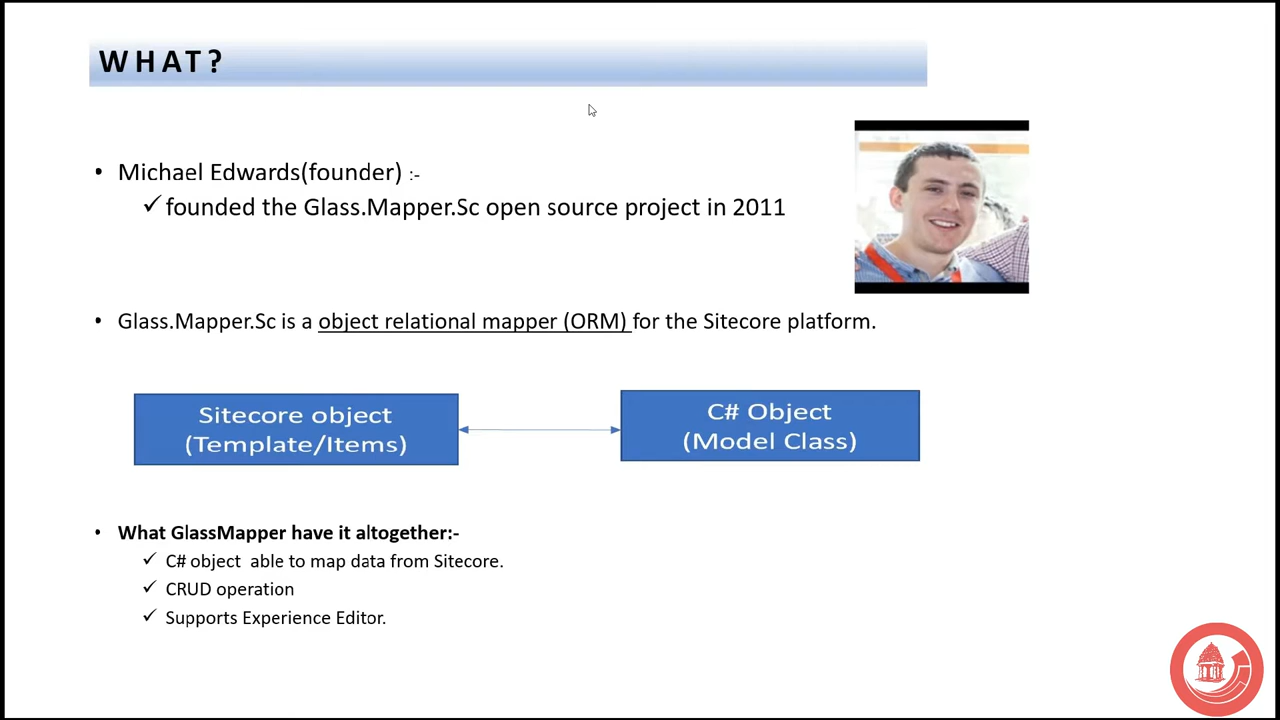 WHAT?
Michael Edwards(founder) :-
founded the Glass.Mapper.Sc open source project in 2011
Glass.Mapper.Sc is a object relational mapper (ORM) for the Sitecore platform.
Sitecore object
(Template/Items)
C# Object
(Model Class)
What GlassMapper have it altogether:-
C# object able to map data from Sitecore.
CRUD operation
Supports Experience Editor.